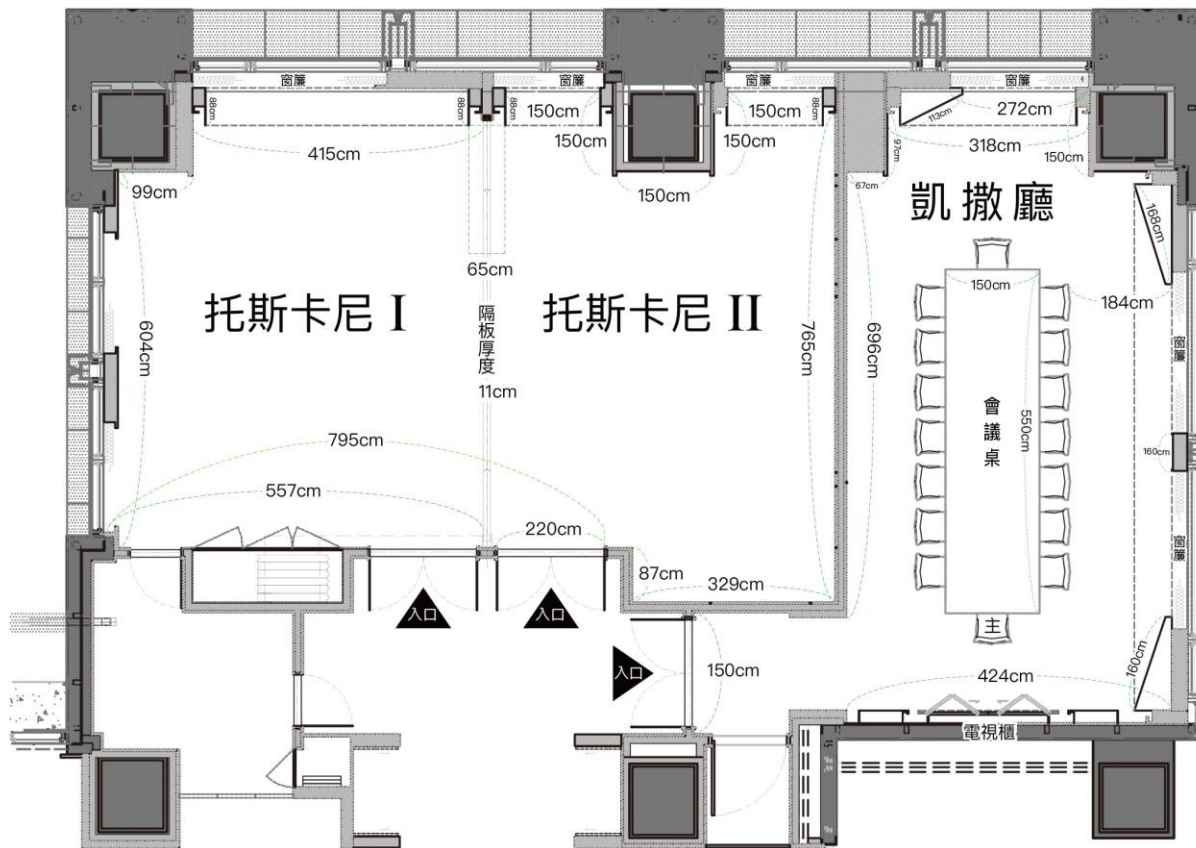 窗簾
窗簾
窗簾
窗簾
88cm
88cm
88cm
88cm
150cm
150cm
113cm
272cm
415cm
150cm
150cm
97cm
318cm
150cm
99cm
150cm
67cm
凱撒廳
168cm
65cm
150cm
184cm
托斯卡尼 I
隔板厚度
11cm
托斯卡尼 II
604cm
765cm
696cm
窗簾
會議桌
550cm
795cm
160cm
557cm
220cm
窗簾
87cm
329cm
入口
入口
主
入口
150cm
160cm
424cm
電視櫃